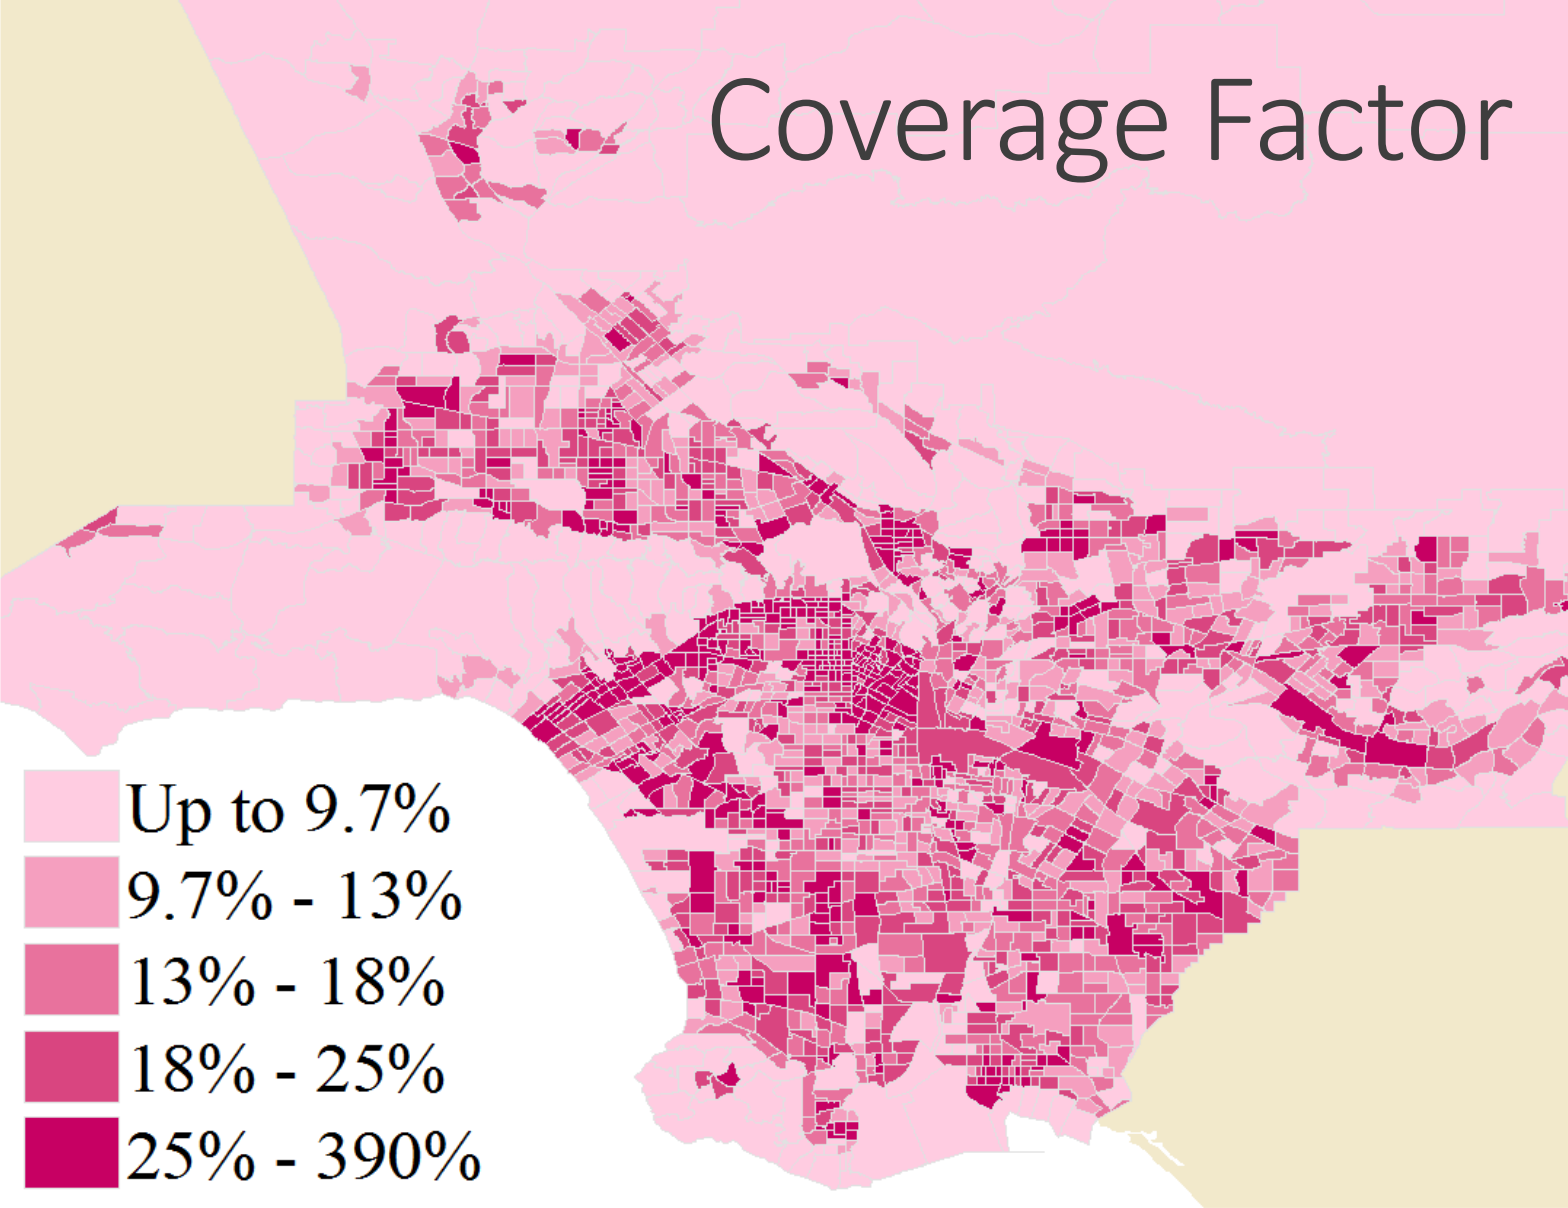 Coverage Factor
Up to 9.7%
9.7% - 13%
13% - 18%
18% - 25%
25% - 390%